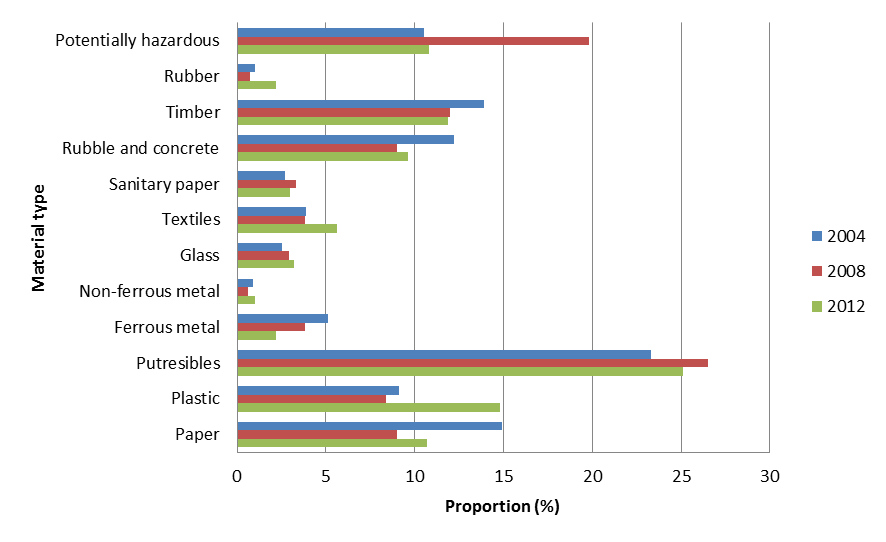 Potentially hazardous
Rubber
Timber
Rubble and concrete
Sanitary paper
Textiles
Glass
Non-ferrous metal
Ferrous metal
Putresibles
Plastic
Paper
Material type
0 5 10 15 20 25 30
Proportion (%)
2004
2008
2012